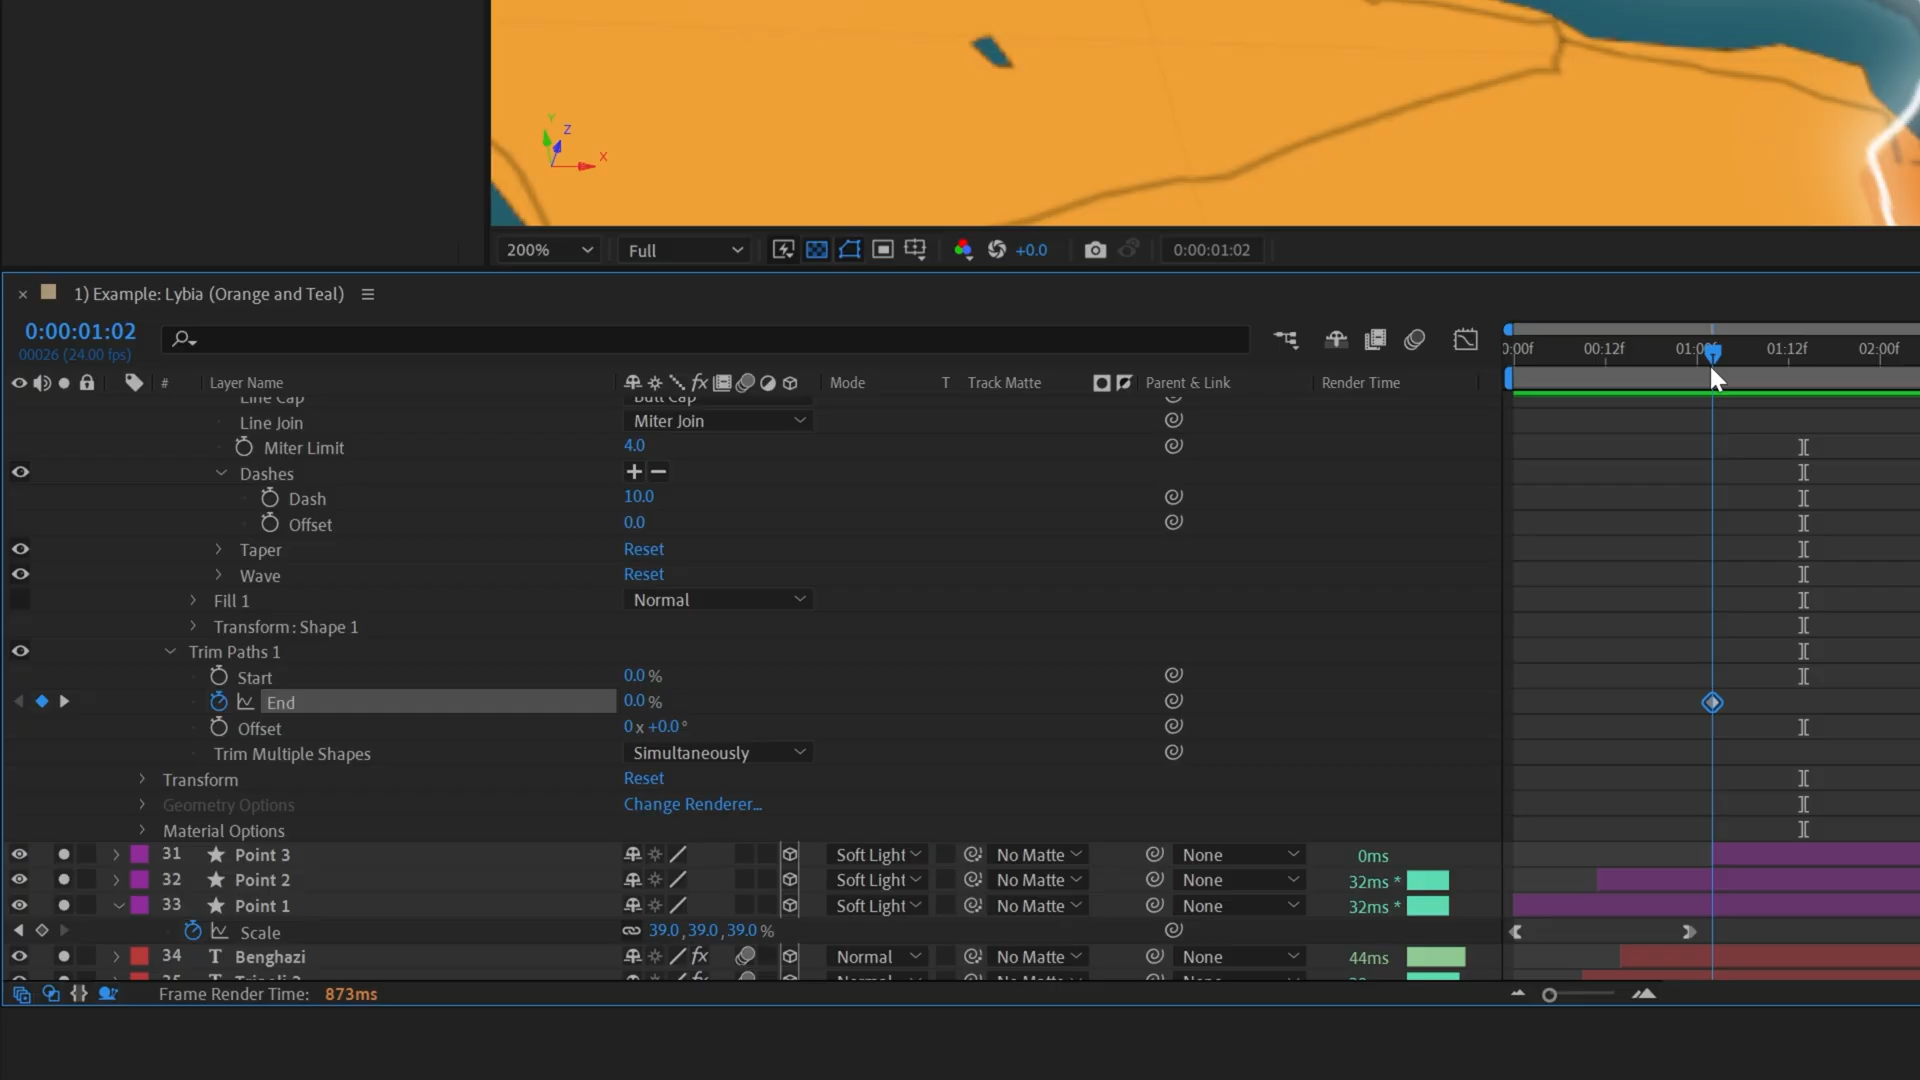 Y
Z
X
200% Full +0.0 0:00:01:02
1) Example: Lybia (Orange and Teal)
0:00:01:02
00026 (24.00 fps)
# Layer Name Mode T Track Matte Parent & Link Render Time
0:00f 00:12f 01:00f 01:12f 02:00f
Line Cap Butt Cap
Line Join Miter Join
Miter Limit 4.0
Dashes
Dash 10.0
Offset 0.0
Taper Reset
Wave Reset
Fill 1 Normal
Transform: Shape 1
Trim Paths 1
Start 0.0 %
End 0.0 %
Offset 0 x +0.0 °
Trim Multiple Shapes Simultaneously
Transform Reset
Geometry Options Change Renderer...
Material Options
31 Point 3 Soft Light No Matte None 0ms
32 Point 2 Soft Light No Matte None 32ms *
33 Point 1 Soft Light No Matte None 32ms *
Scale 39.0, 39.0, 39.0 %
34 T Benghazi fx Normal No Matte None 44ms
Frame Render Time: 873ms